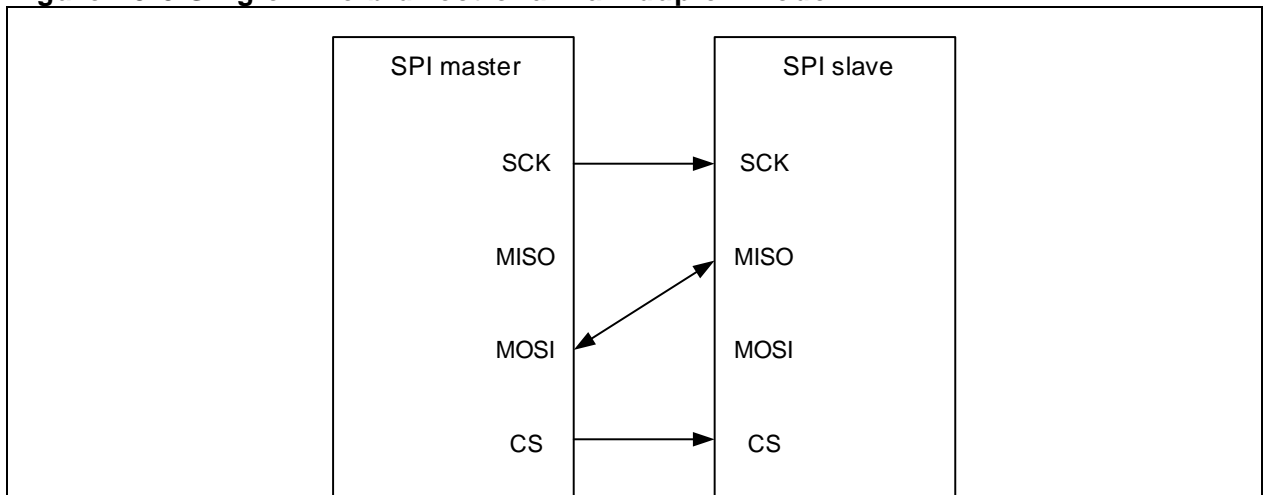 SPI master SPI slave
SCK SCK
MISO MISO
MOSI MOSI
CS CS